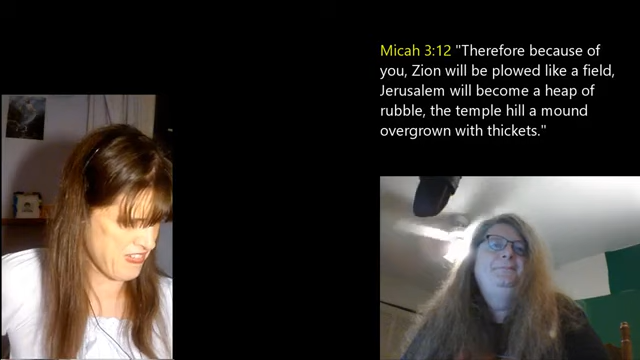 Micah 3:12 "Therefore because of
you, Zion will be plowed like a field,
Jerusalem will become a heap of
rubble, the temple hill a mound
overgrown with thickets."